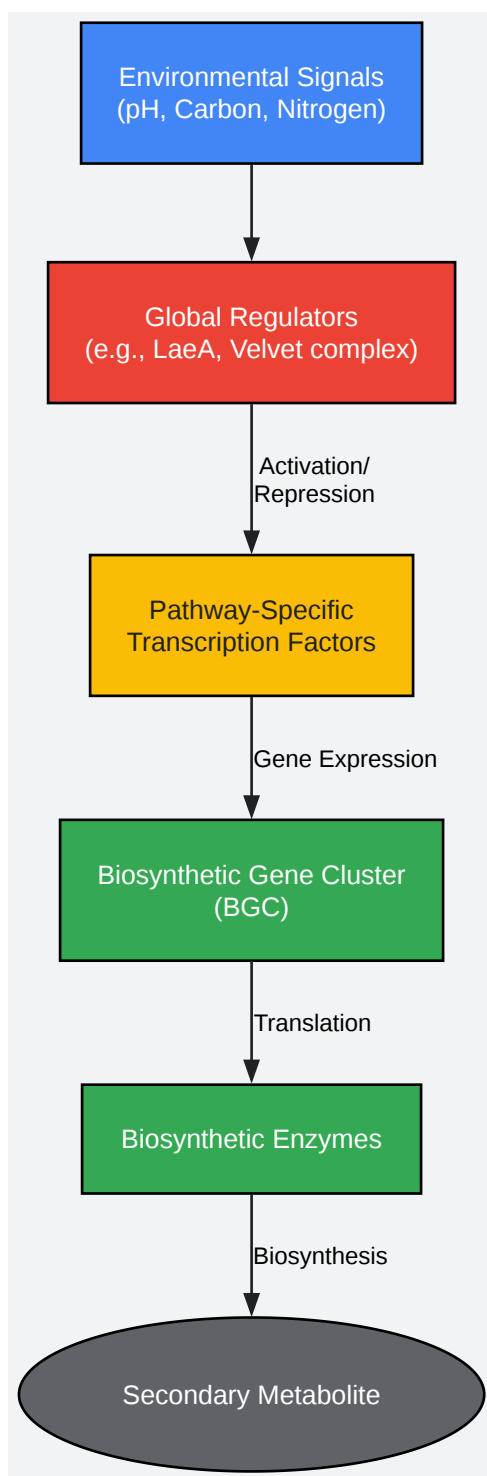 Environmental Signals
(pH, Carbon, Nitrogen)
Global Regulators
(e.g., LaeA, Velvet complex)
Activation/
Repression
Pathway-Specific
Transcription Factors
Gene Expression
Biosynthetic Gene Cluster
(BGC)
Translation
Biosynthetic Enzymes
Biosynthesis
Secondary Metabolite